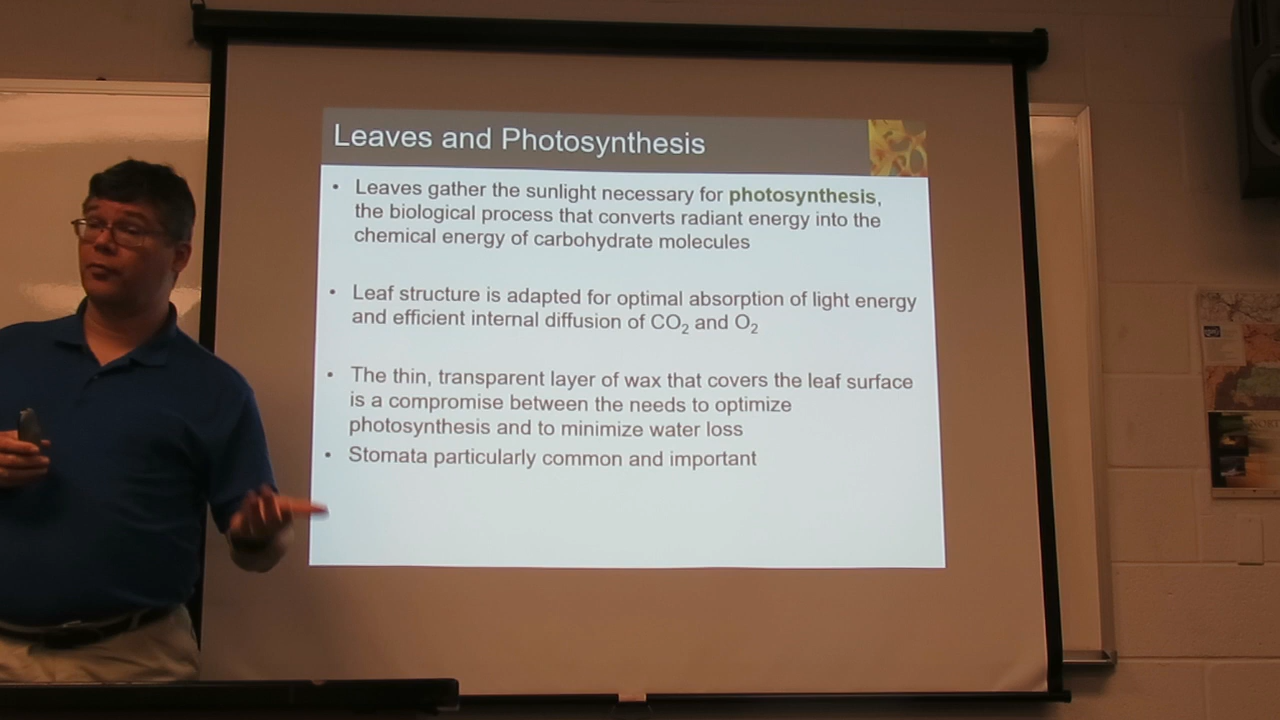 Leaves and Photosynthesis
• Leaves gather the sunlight necessary for photosynthesis,
the biological process that converts radiant energy into the
chemical energy of carbohydrate molecules
• Leaf structure is adapted for optimal absorption of light energy
and efficient internal diffusion of CO₂ and O₂
• The thin, transparent layer of wax that covers the leaf surface
is a compromise between the needs to optimize
photosynthesis and to minimize water loss
• Stomata particularly common and important